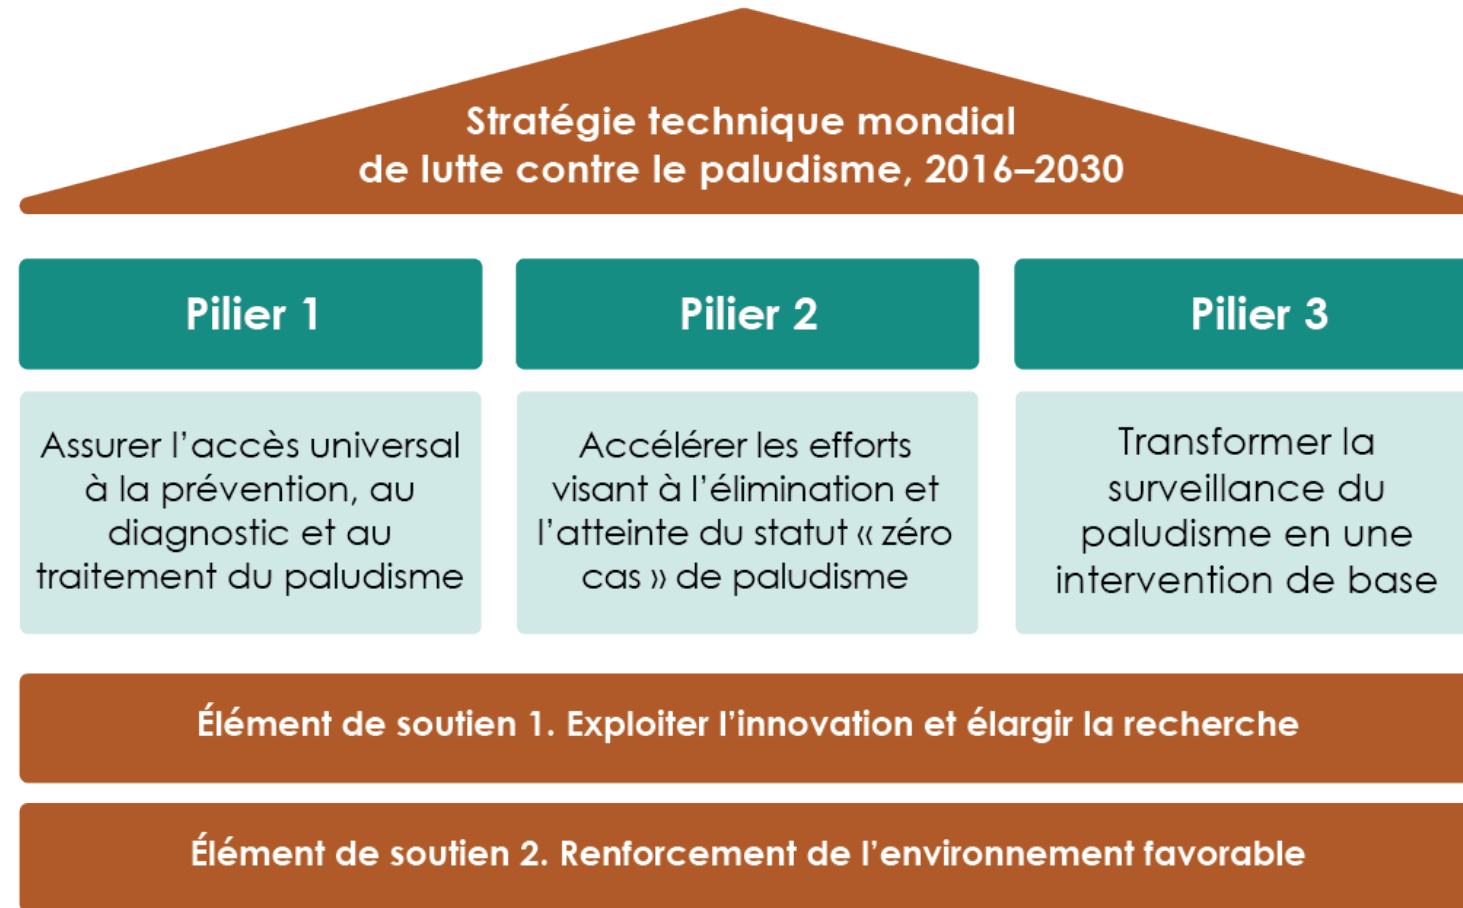 Stratégie technique mondial
de lutte contre le paludisme, 2016–2030
Pilier 1
Pilier 2
Pilier 3
Assurer l’accès universal
à la prévention, au
diagnostic et au
traitement du paludisme
Accélérer les efforts
visant à l’élimination et
l’atteinte du statut « zéro
cas » de paludisme
Transformer la
surveillance du
paludisme en une
intervention de base
Élément de soutien 1. Exploiter l’innovation et élargir la recherche
Élément de soutien 2. Renforcement de l’environnement favorable